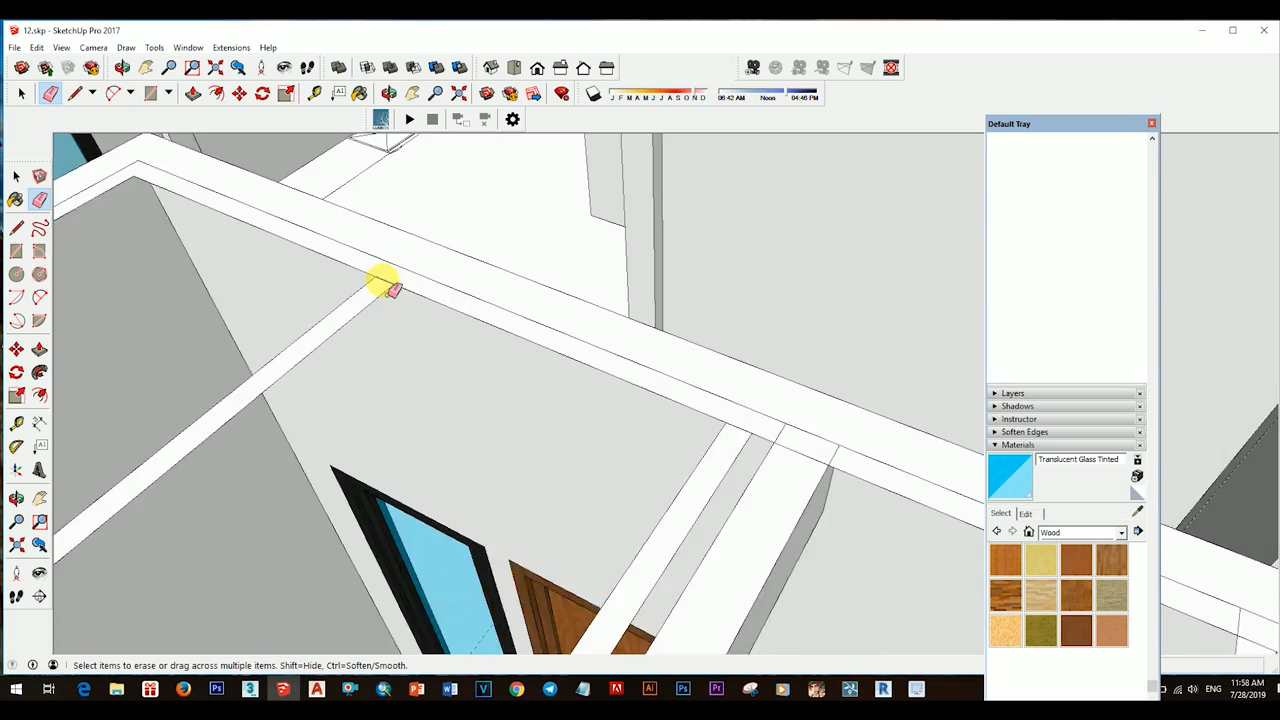 12.skp - SketchUp Pro 2017
File Edit View Camera Draw Tools Window Extensions Help
J F M A M J J A S O N D 06:42 AM Noon 04:46 PM
Default Tray
Layers
Shadows
Instructor
Soften Edges
Materials
Translucent Glass Tinted
Select Edit
Wood
Select items to erase or drag across multiple items. Shift=Hide, Ctrl=Soften/Smooth.
ENG
11:58 AM
7/28/2019